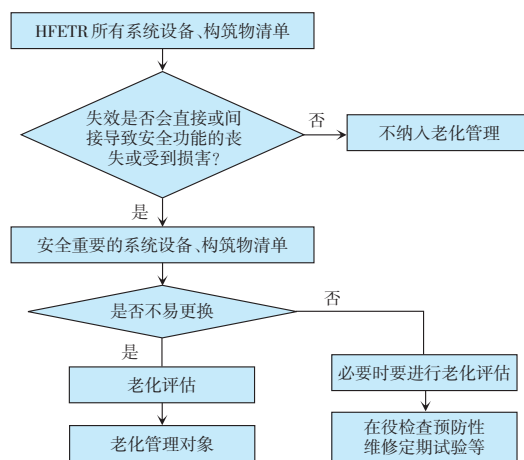 HFETR所有系统设备、构筑物清单
失效是否会直接或间
接导致安全功能的丧
失或受到损害?
否
不纳入老化管理
是
安全重要的系统设备、构筑物清单
是否不易更换
否
是
老化评估
必要时要进行老化评估
老化管理对象
在役检查预防性
维修定期试验等